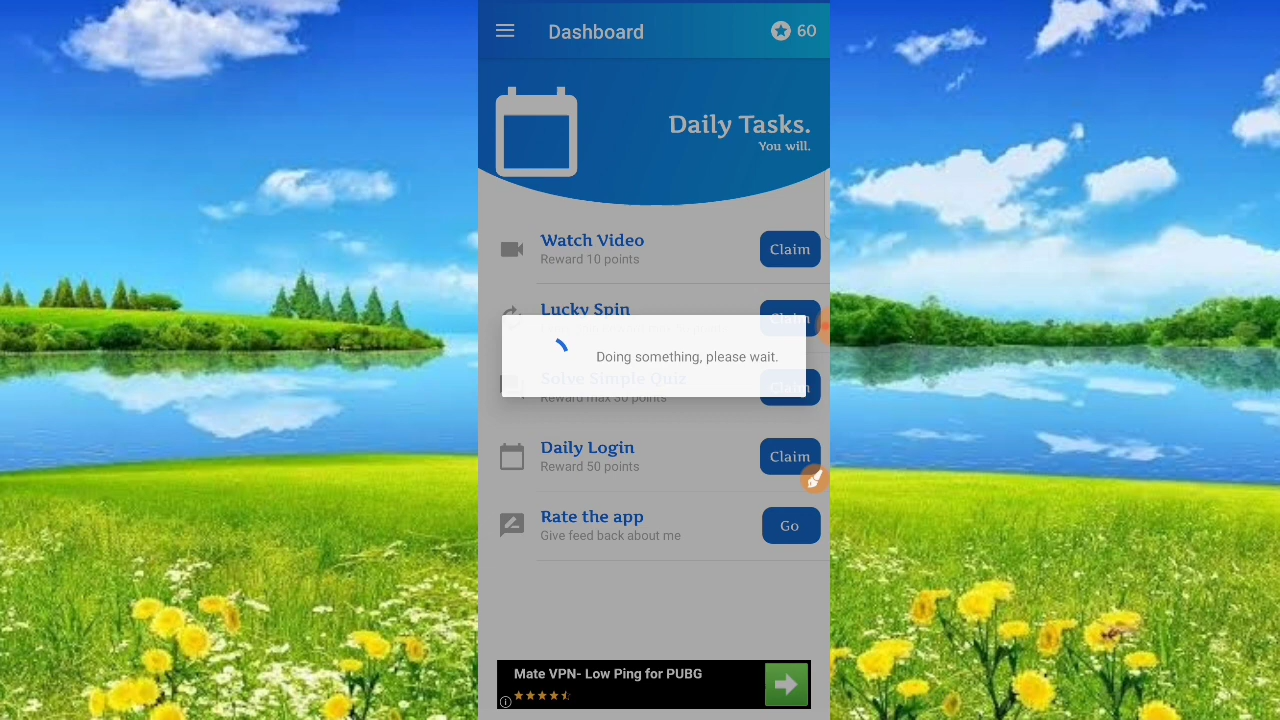 Dashboard
60
Daily Tasks.
You will.
Watch Video
Reward 10 points
Claim
Lucky Spin
Claim
Doing something, please wait.
Solve Simple Quiz
Reward max 30 points
Claim
Daily Login
Reward 50 points
Claim
Rate the app
Give feed back about me
Go
Mate VPN- Low Ping for PUBG